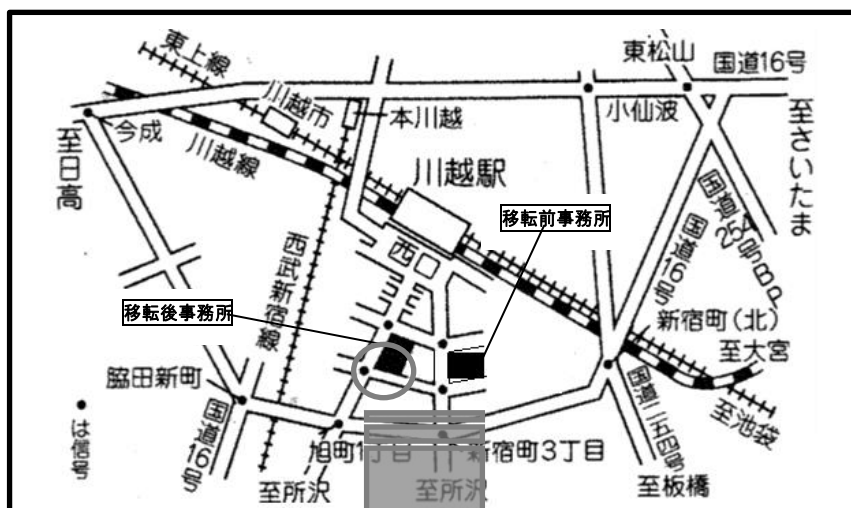 東上線
東松山
国道16号
川越市
本川越
小仙波
至さいたま
今成
至日高
川越線
川越駅
移転前事務所
国道254号BP
国道16号
西
西武新宿線
移転後事務所
新宿町(北)
至大宮
脇田新町
国道16号
●は信号
旭町1丁目
新宿町3丁目
国道二五四号
至池袋
至所沢
至所沢
至板橋